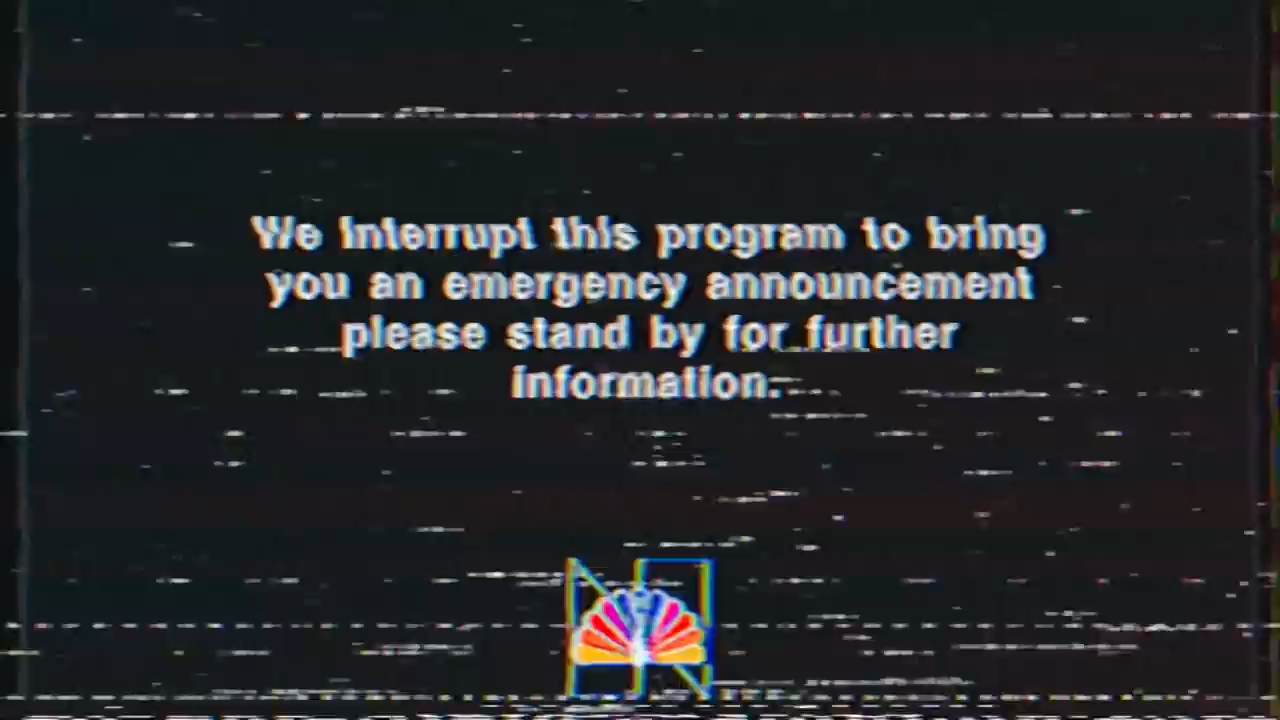 We interrupt this program to bring
you an emergency announcement
please stand by for further
information.